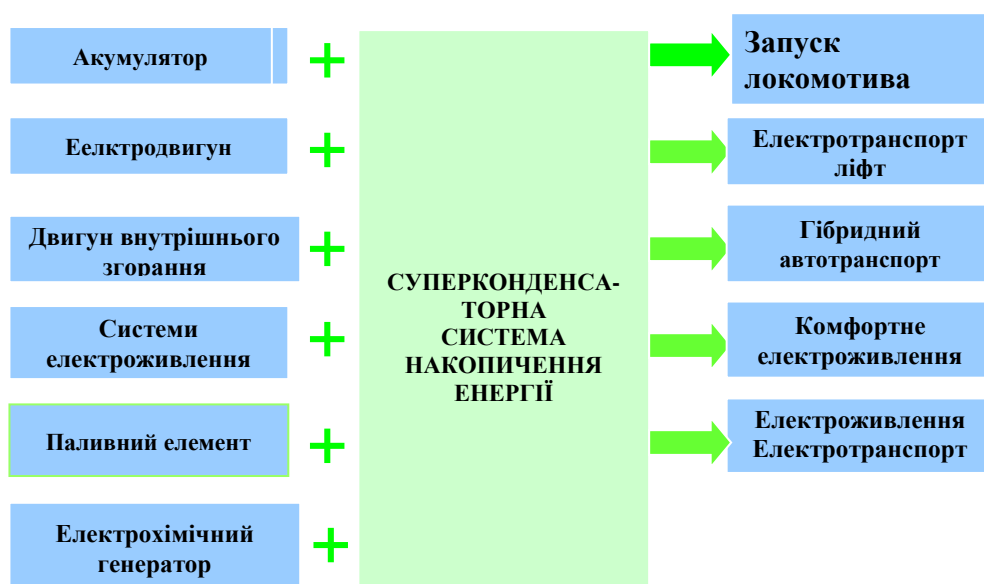 Акумулятор
Запуск
локомотива
Еелктродвигун
Електротранспорт
ліфт
Двигун внутрішнього
згорання
Гібридний
автотранспорт
СУПЕРКОНДЕНСА-
ТОРНА
СИСТЕМА
НАКОПИЧЕННЯ
ЕНЕРГІЇ
Системи
електроживлення
Комфортне
електроживлення
Паливний елемент
Електроживлення
Електротранспорт
Електрохімічний
генератор